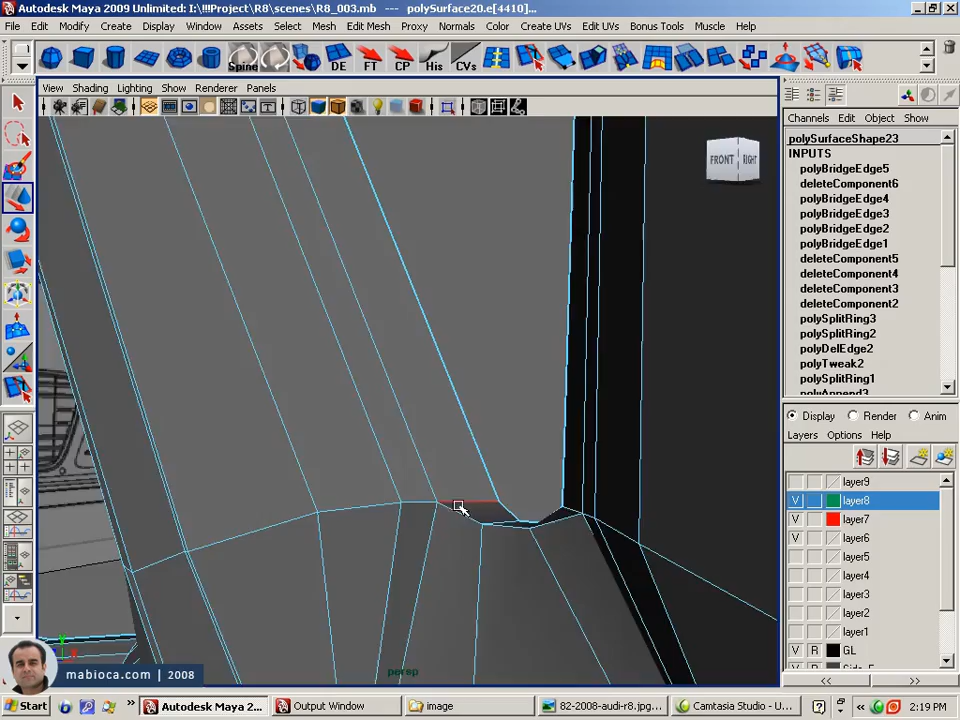 Autodesk Maya 2009 Unlimited: I:\!!!Project\R8\scenes\R8_003.mb --- polySurface20.e[4410]...
File Edit Modify Create Display Window Assets Select Mesh Edit Mesh Proxy Normals Color Create UVs Edit UVs Bonus Tools Muscle Help
Spine DE FT CP His CVs
View Shading Lighting Show Renderer Panels
Channels Edit Object Show
polySurfaceShape23
INPUTS
polyBridgeEdge5
deleteComponent6
polyBridgeEdge4
polyBridgeEdge3
polyBridgeEdge2
polyBridgeEdge1
deleteComponent5
deleteComponent4
deleteComponent3
deleteComponent2
polySplitRing3
polySplitRing2
polyDelEdge2
polyTweak2
polySplitRing1
polyAppend3
FRONT RIGHT
Display Render Anim
Layers Options Help
layer9
V layer8
V layer7
V layer6
layer5
layer4
layer3
layer2
layer1
V R GL
V R Side_F
persp
mabioca.com | 2008
Start Autodesk Maya 2... Output Window image 82-2008-audi-r8.jpg... Camtasia Studio - U... 2:19 PM